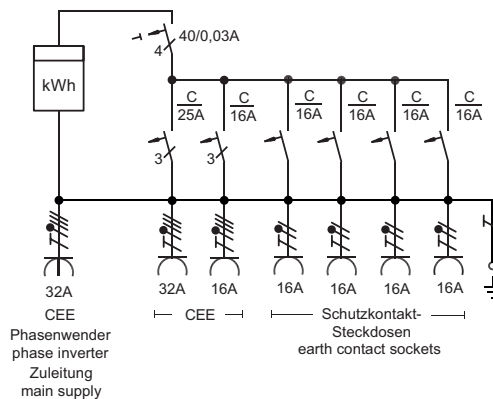 40/0,03A
4
kWh
C C C C C C
25A 16A 16A 16A 16A 16A
3 3
32A 32A 16A 16A 16A 16A 16A
CEE CEE Schutzkontakt-
Phasenwender Steckdosen
phase inverter earth contact sockets
Zuleitung
main supply